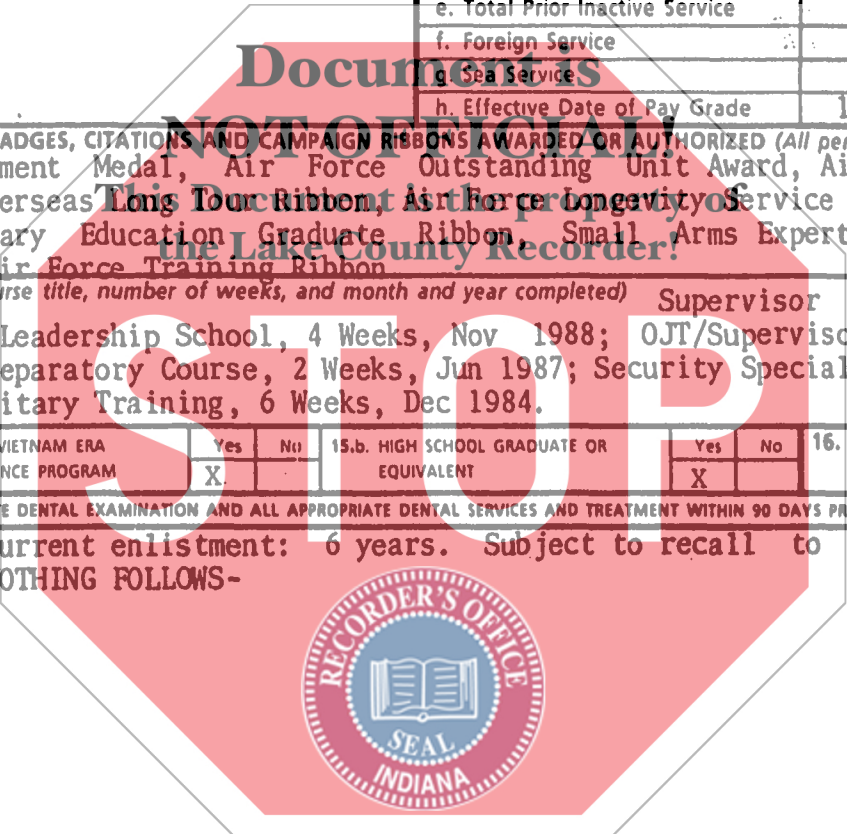 e. Total Prior Inactive Service
f. Foreign Service
Document is
g. Sea Service
h. Effective Date of Pay Grade 1
NOT OFFICIAL!
ADGES, CITATIONS AND CAMPAIGN RIBBONS AWARDED OR AUTHORIZED (All per
ment Medal, Air Force Outstanding Unit Award, Ai
This Document is the property of
erseas Long Tour Ribbon, Air Force Longevity Service
ary Education Graduate Ribbon, Small Arms Expert
the Lake County Recorder!
ir Force Training Ribbon
urse title, number of weeks, and month and year completed) Supervisor
Leadership School, 4 Weeks, Nov 1988; OJT/Superviso
STOP
eparatory Course, 2 Weeks, Jun 1987; Security Special
itary Training, 6 Weeks, Dec 1984.
VIETNAM ERA Yes No 15.b. HIGH SCHOOL GRADUATE OR Yes No 16.
NCE PROGRAM X EQUIVALENT X
E DENTAL EXAMINATION AND ALL APPROPRIATE DENTAL SERVICES AND TREATMENT WITHIN 90 DAYS PR
urrent enlistment: 6 years. Subject to recall to
OTHING FOLLOWS-
RECORDER'S OFFICE
SEAL
INDIANA